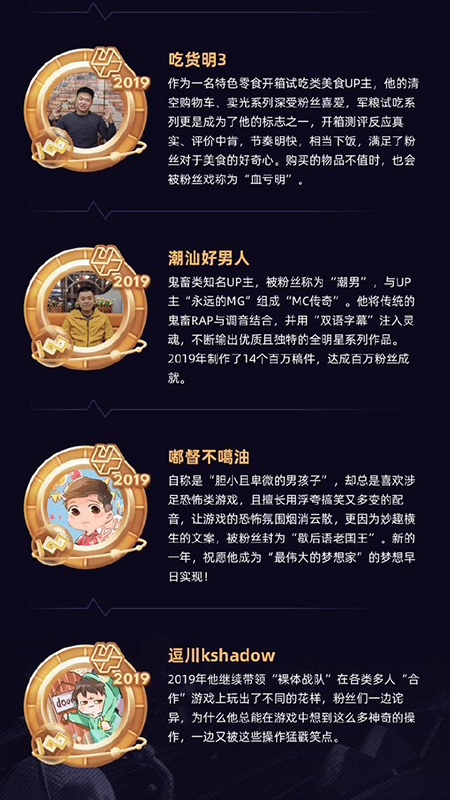 吃货明3
2019
作为一名特色零食开箱试吃类美食UP主，他的清
空购物车、卖光系列深受粉丝喜爱，军粮试吃系
列更是成为了他的标志之一，开箱测评反应真
实、评价中肯，节奏明快，相当下饭，满足了粉
丝对于美食的好奇心。购买的物品不值时，也会
被粉丝戏称为“血亏明”。
潮汕好男人
2019
鬼畜类知名UP主，被粉丝称为“潮男”，与UP
主“永远的MG”组成“MC传奇”。他将传统的
鬼畜RAP与调音结合，并用“双语字幕”注入灵
魂，不断输出优质且独特的全明星系列作品。
2019年制作了14个百万稿件，达成百万粉丝成
就。
嘟督不噶油
2019
自称是“胆小且卑微的男孩子”，却总是喜欢涉
足恐怖类游戏，且擅长用浮夸搞笑又多变的配
音，让游戏的恐怖氛围烟消云散，更因为妙趣横
生的文案，被粉丝封为“歇后语老国王”。新的
一年，祝愿他成为“最伟大的梦想家”的梦想早
日实现！
逗川kshadow
2019
2019年他继续带领“裸体战队”在各类多人“合
作”游戏上玩出了不同的花样，粉丝们一边诧
异，为什么他总能在游戏中想到这么多神奇的操
作，一边又被这些操作猛戳笑点。
door